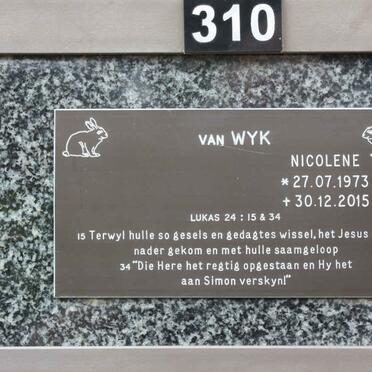 310
VAN WYK
NICOLENE
* 27.07.1973
+ 30.12.2015
LUKAS 24 : 15 & 34
15 Terwyl hulle so gesels en gedagtes wissel, het Jesus
nader gekom en met hulle saamgeloop
34 "Die Here het regtig opgestaan en Hy het
aan Simon verskyn!"